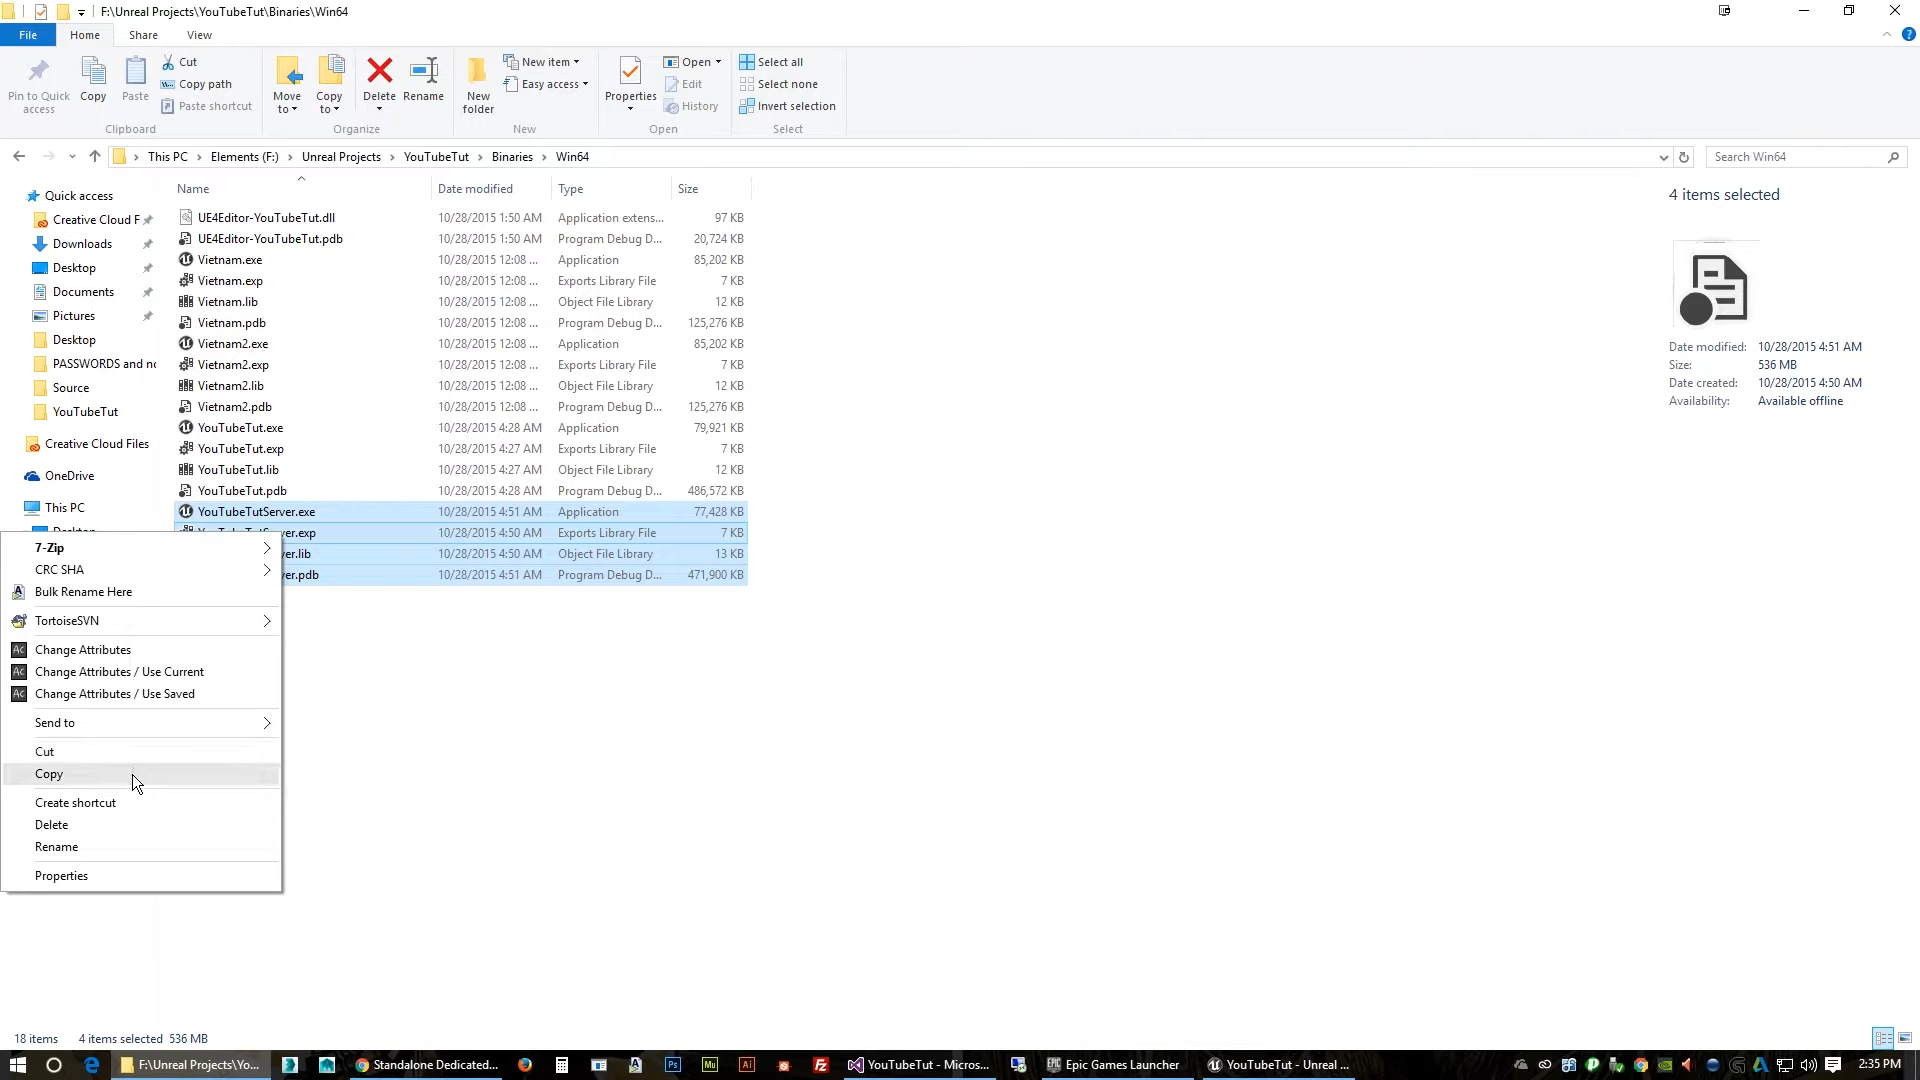 F:\Unreal Projects\YouTubeTut\Binaries\Win64
File Home Share View
Pin to Quick access
Copy
Paste
Cut
Copy path
Paste shortcut
Clipboard
Move to
Copy to
Delete
Rename
Organize
New folder
New item
Easy access
New
Properties
Open
Edit
History
Open
Select all
Select none
Invert selection
Select
This PC > Elements (F:) > Unreal Projects > YouTubeTut > Binaries > Win64
Search Win64
Quick access
Creative Cloud F
Downloads
Desktop
Documents
Pictures
Desktop
PASSWORDS and no
Source
YouTubeTut
Creative Cloud Files
OneDrive
This PC
Name Date modified Type Size
UE4Editor-YouTubeTut.dll 10/28/2015 1:50 AM Application extens... 97 KB
UE4Editor-YouTubeTut.pdb 10/28/2015 1:50 AM Program Debug D... 20,724 KB
Vietnam.exe 10/28/2015 12:08 ... Application 85,202 KB
Vietnam.exp 10/28/2015 12:08 ... Exports Library File 7 KB
Vietnam.lib 10/28/2015 12:08 ... Object File Library 12 KB
Vietnam.pdb 10/28/2015 12:08 ... Program Debug D... 125,276 KB
Vietnam2.exe 10/28/2015 12:08 ... Application 85,202 KB
Vietnam2.exp 10/28/2015 12:08 ... Exports Library File 7 KB
Vietnam2.lib 10/28/2015 12:08 ... Object File Library 12 KB
Vietnam2.pdb 10/28/2015 12:08 ... Program Debug D... 125,276 KB
YouTubeTut.exe 10/28/2015 4:28 AM Application 79,921 KB
YouTubeTut.exp 10/28/2015 4:27 AM Exports Library File 7 KB
YouTubeTut.lib 10/28/2015 4:27 AM Object File Library 12 KB
YouTubeTut.pdb 10/28/2015 4:28 AM Program Debug D... 486,572 KB
YouTubeTutServer.exe 10/28/2015 4:51 AM Application 77,428 KB
ver.exp 10/28/2015 4:50 AM Exports Library File 7 KB
ver.lib 10/28/2015 4:50 AM Object File Library 13 KB
ver.pdb 10/28/2015 4:51 AM Program Debug D... 471,900 KB
7-Zip
CRC SHA
Bulk Rename Here
TortoiseSVN
Ac Change Attributes
Ac Change Attributes / Use Current
Ac Change Attributes / Use Saved
Send to
Cut
Copy
Create shortcut
Delete
Rename
Properties
4 items selected
Date modified: 10/28/2015 4:51 AM
Size: 536 MB
Date created: 10/28/2015 4:50 AM
Availability: Available offline
18 items 4 items selected 536 MB
F:\Unreal Projects\Yo... Standalone Dedicated... Ps Mu Ai Fz YouTubeTut - Micros... Epic Games Launcher YouTubeTut - Unreal ... 2:35 PM